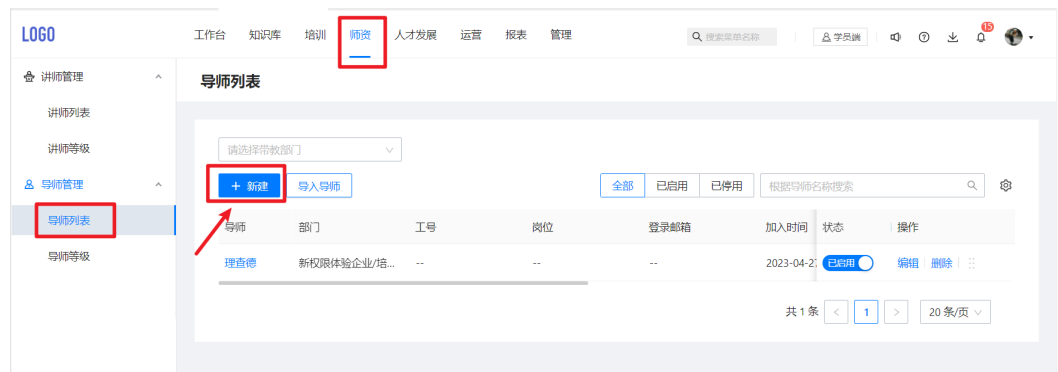 LOGO 工作台 知识库 培训 师资 人才发展 运营 报表 管理 搜索菜单名称 学员端 15
讲师管理
讲师列表
讲师等级
导师管理
导师列表
导师等级
导师列表
请选择带教部门
+ 新建 导入导师 全部 已启用 已停用 根据导师名称搜索
导师 部门 工号 岗位 登录邮箱 加入时间 状态 操作
理查德 新权限体验企业/培... -- -- -- 2023-04-27 已启用 编辑 删除
共 1 条 < 1 > 20 条/页